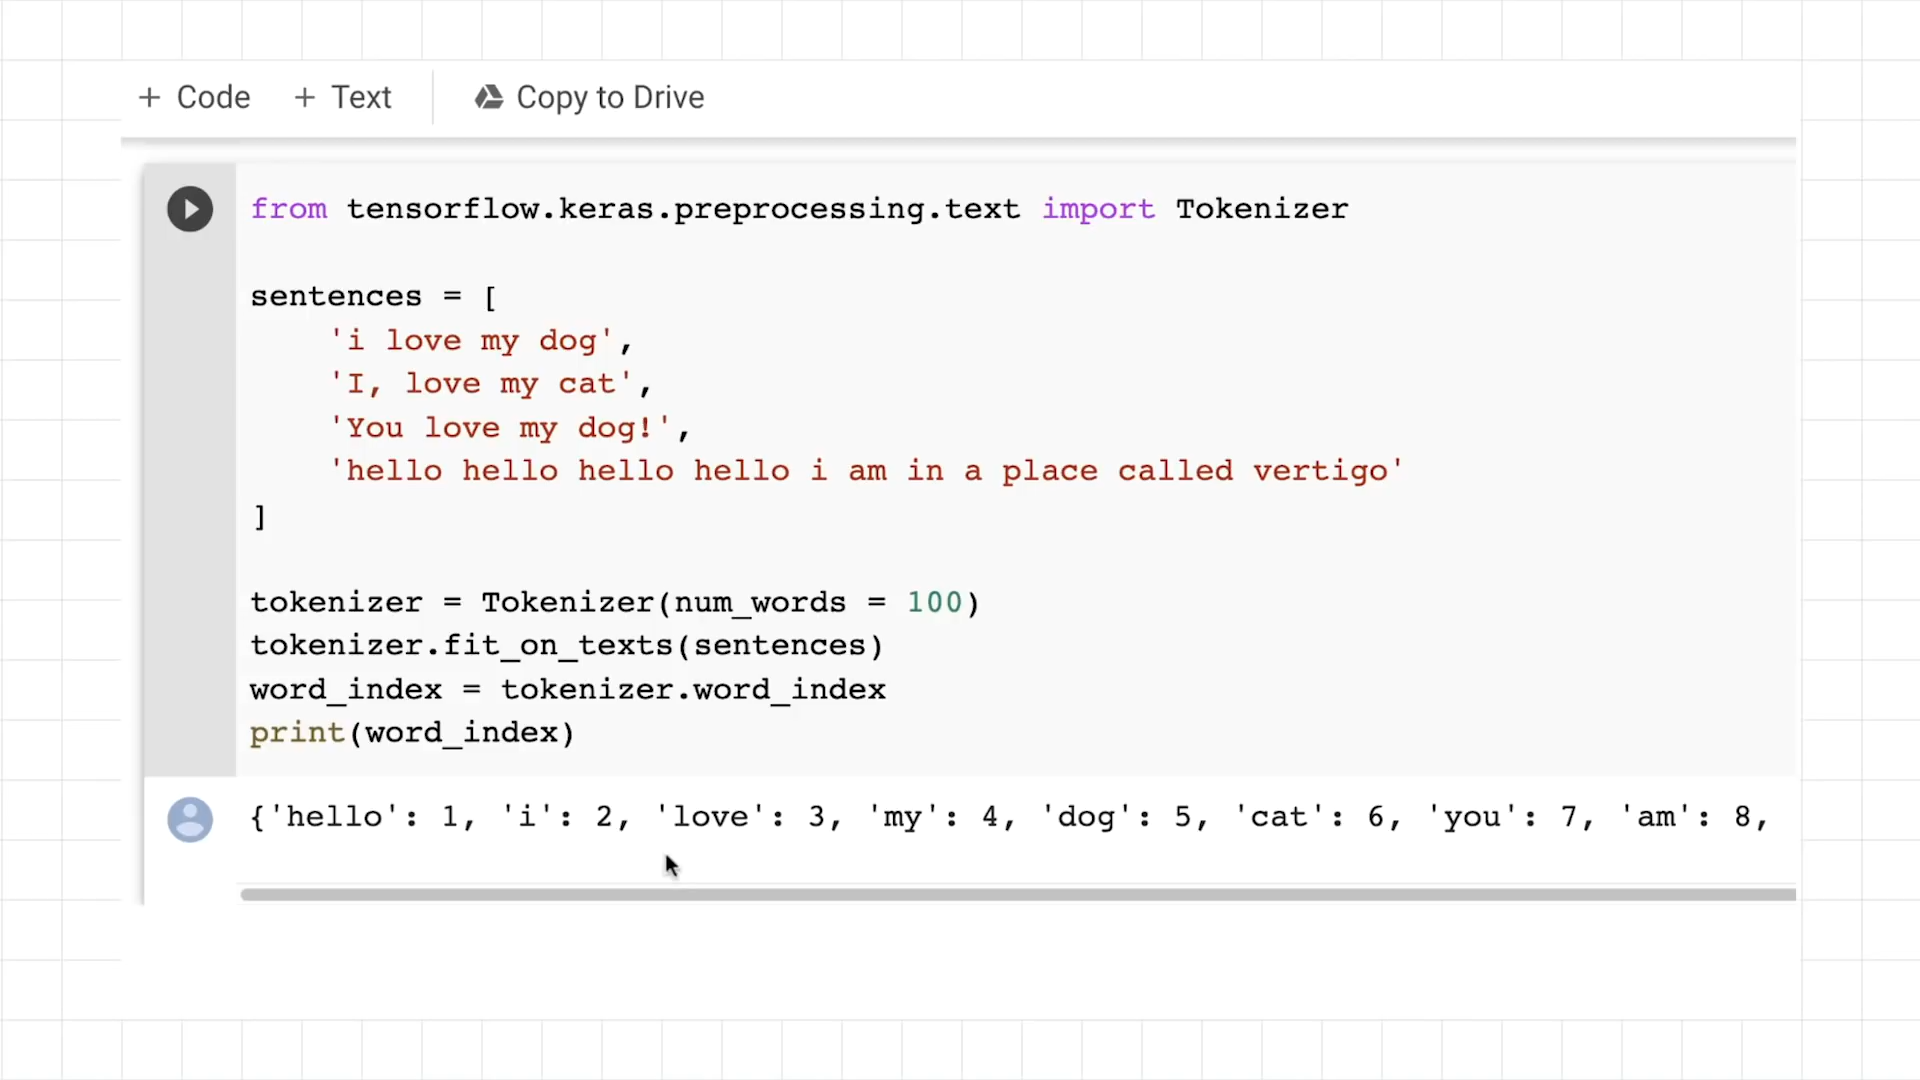 + Code + Text Copy to Drive
from tensorflow.keras.preprocessing.text import Tokenizer
sentences = [
'i love my dog',
'I, love my cat',
'You love my dog!',
'hello hello hello hello i am in a place called vertigo'
]
tokenizer = Tokenizer(num_words = 100)
tokenizer.fit_on_texts(sentences)
word_index = tokenizer.word_index
print(word_index)
{'hello': 1, 'i': 2, 'love': 3, 'my': 4, 'dog': 5, 'cat': 6, 'you': 7, 'am': 8,